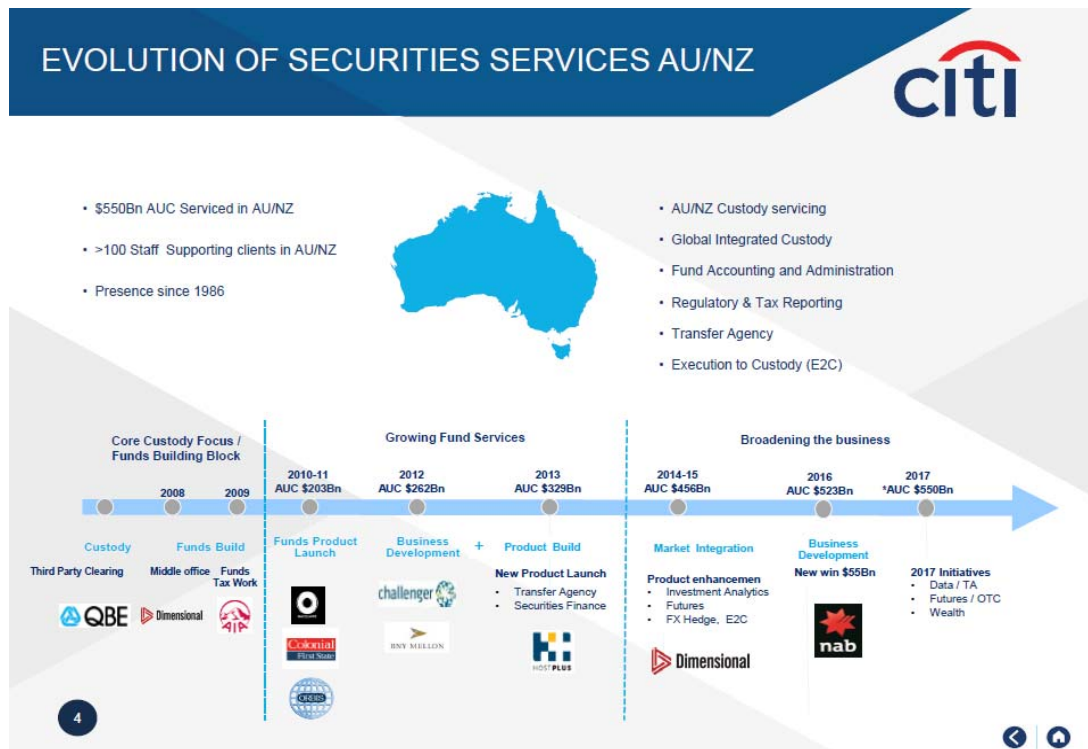 EVOLUTION OF SECURITIES SERVICES AU/NZ
citi
• $550Bn AUC Serviced in AU/NZ
• >100 Staff Supporting clients in AU/NZ
• Presence since 1986
• AU/NZ Custody servicing
• Global Integrated Custody
• Fund Accounting and Administration
• Regulatory & Tax Reporting
• Transfer Agency
• Execution to Custody (E2C)
Core Custody Focus /
Funds Building Block
Growing Fund Services
Broadening the business
2008
2009
2010-11
AUC $203Bn
2012
AUC $262Bn
2013
AUC $329Bn
2014-15
AUC $456Bn
2016
AUC $523Bn
2017
*AUC $550Bn
Custody
Funds Build
Funds Product
Launch
Business
Development
+
Product Build
Market Integration
Business
Development
Third Party Clearing
Middle office
Funds
Tax Work
New Product Launch
• Transfer Agency
• Securities Finance
Product enhancemen
• Investment Analytics
• Futures
• FX Hedge, E2C
New win $55Bn
2017 Initiatives
• Data / TA
• Futures / OTC
• Wealth
QBE
Dimensional
AIA
Colonial
First State
ORBIS
challenger
BNY MELLON
HOSTPLUS
Dimensional
nab
4